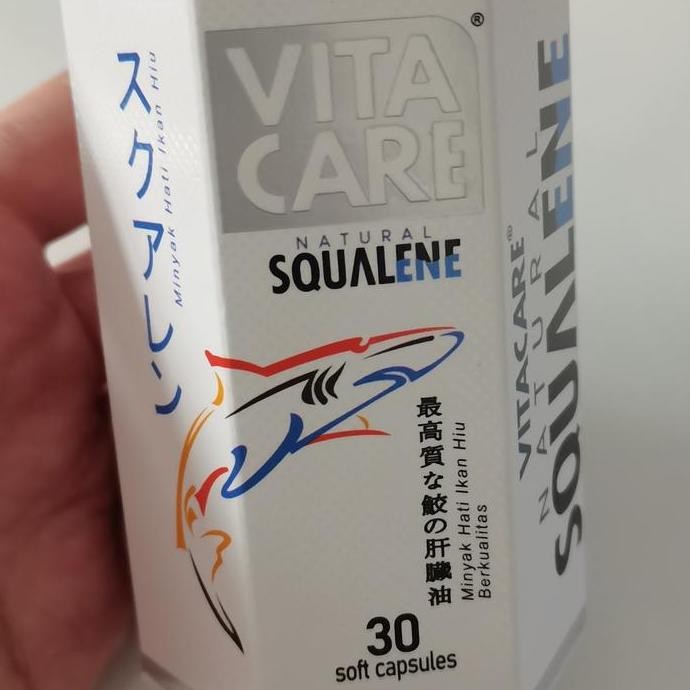 スクアレン
Minyak Hati Ikan Hiu
VITA
CARE
®
NATURAL
SQUALENE
最高質な鮫の肝臓油
Minyak Hati Ikan Hiu
Berkualitas
30
soft capsules
VITACARE®
NATURAL
SQUALENE